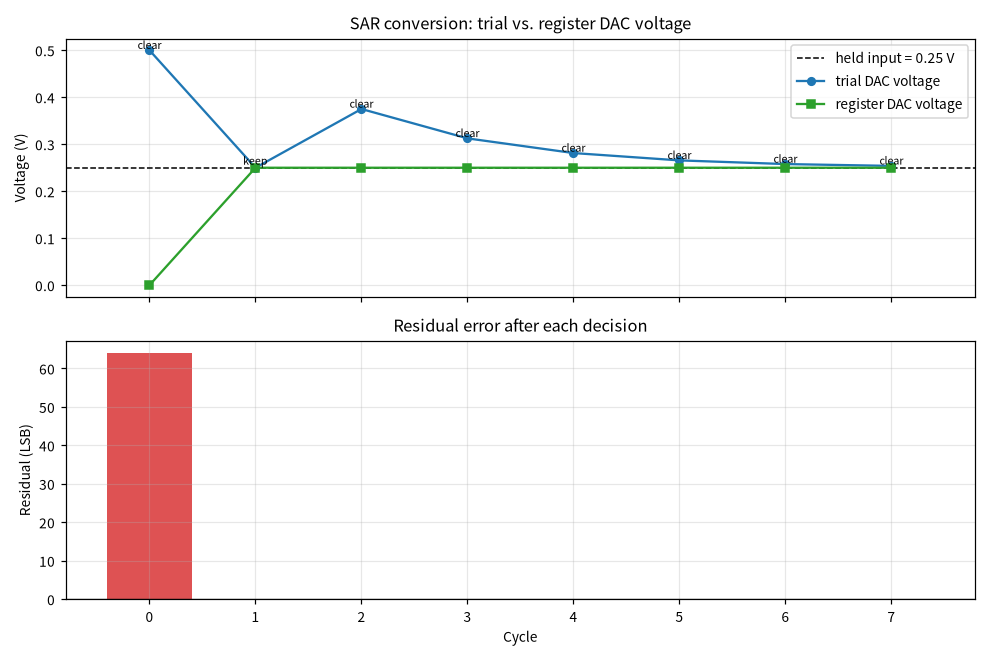 SAR conversion: trial vs. register DAC voltage
held input = 0.25 V
trial DAC voltage
register DAC voltage
Voltage (V)
0.5
0.4
0.3
0.2
0.1
0.0
clear
keep
clear
clear
clear
clear
clear
clear
Residual error after each decision
Residual (LSB)
60
50
40
30
20
10
0
0 1 2 3 4 5 6 7
Cycle